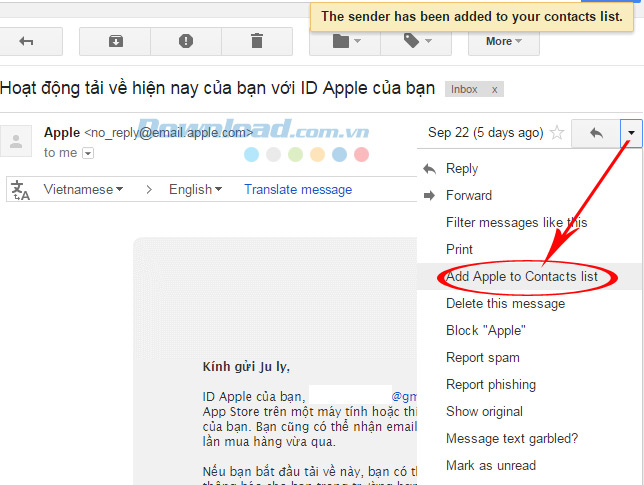 The sender has been added to your contacts list.
More
Hoạt động tải về hiện nay của bạn với ID Apple của bạn Inbox x
Download.com.vn
Apple <no_reply@email.apple.com> Sep 22 (5 days ago)
to me
Vietnamese > English Translate message
Reply
Forward
Filter messages like this
Print
Add Apple to Contacts list
Delete this message
Block "Apple"
Report spam
Report phishing
Show original
Message text garbled?
Mark as unread
Kính gửi Ju ly,
ID Apple của bạn, @gm
App Store trên một máy tính hoặc thi
của bạn. Bạn cũng có thể nhận email
lần mua hàng vừa qua.
Nếu bạn bắt đầu tải về này, bạn có th